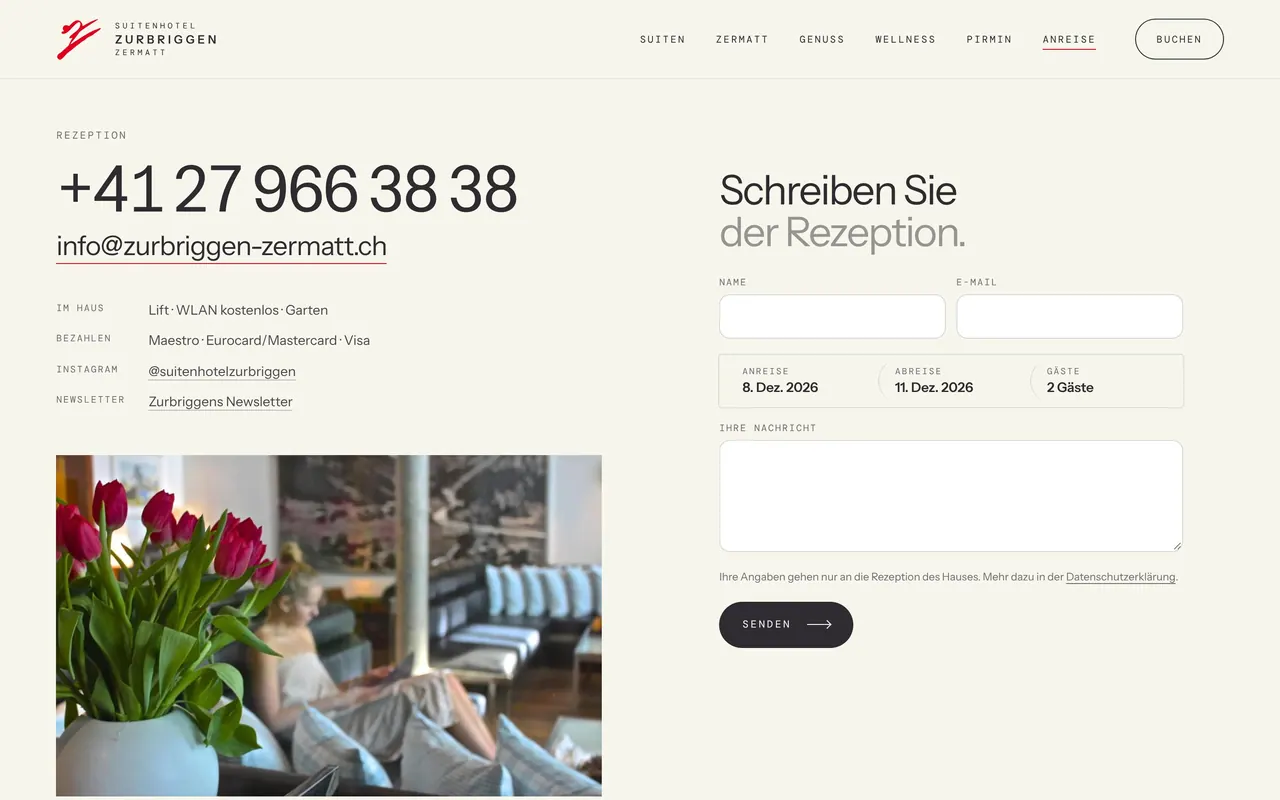 SUITENHOTEL
ZURBRIGGEN
ZERMATT
SUITEN ZERMATT GENUSS WELLNESS PIRMIN ANREISE BUCHEN
REZEPTION
+41 27 966 38 38
info@zurbriggen-zermatt.ch
IM HAUS Lift · WLAN kostenlos · Garten
BEZAHLEN Maestro · Eurocard/Mastercard · Visa
INSTAGRAM @suitenhotelzurbriggen
NEWSLETTER Zurbriggens Newsletter
Schreiben Sie
der Rezeption.
NAME E-MAIL
ANREISE ABREISE GÄSTE
8. Dez. 2026 11. Dez. 2026 2 Gäste
IHRE NACHRICHT
Ihre Angaben gehen nur an die Rezeption des Hauses. Mehr dazu in der Datenschutzerklärung.
SENDEN